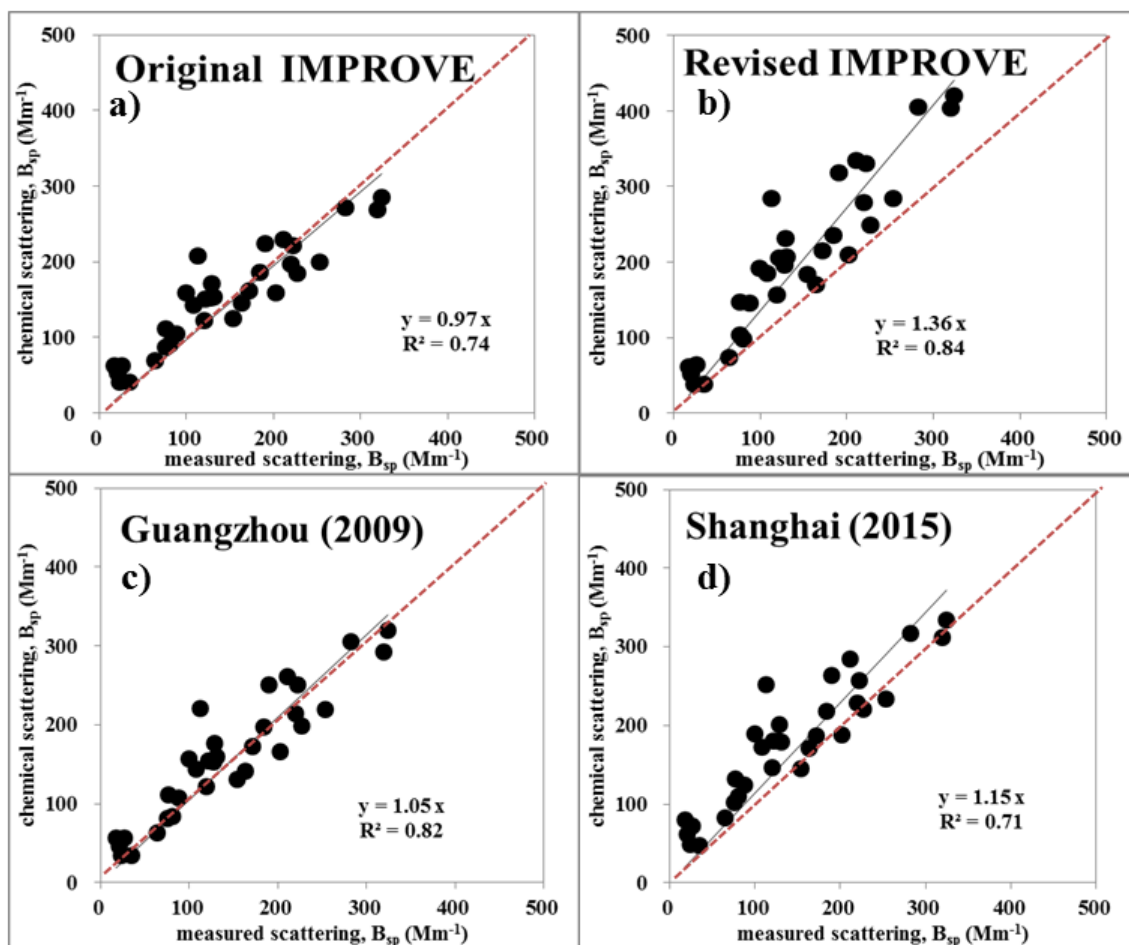 Original IMPROVE
a)
chemical scattering, Bsp (Mm-1)
500
400
300
200
100
0
y = 0.97 x
R² = 0.74
0 100 200 300 400 500
measured scattering, Bsp (Mm-1)
Revised IMPROVE
b)
chemical scattering, Bsp (Mm-1)
500
400
300
200
100
0
y = 1.36 x
R² = 0.84
0 100 200 300 400 500
measured scattering, Bsp (Mm-1)
Guangzhou (2009)
c)
chemical scattering, Bsp (Mm-1)
500
400
300
200
100
0
y = 1.05 x
R² = 0.82
0 100 200 300 400 500
measured scattering, Bsp (Mm-1)
Shanghai (2015)
d)
chemical scattering, Bsp (Mm-1)
500
400
300
200
100
0
y = 1.15 x
R² = 0.71
0 100 200 300 400 500
measured scattering, Bsp (Mm-1)